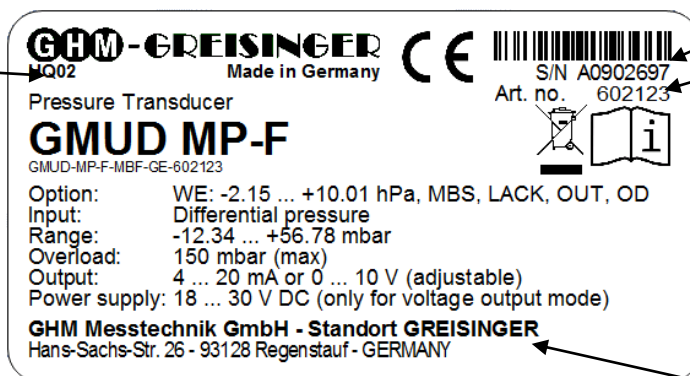 GHM-GREISINGER
HQ02 Made in Germany
S/N A0902697
Art. no. 602123
Pressure Transducer
GMUD MP-F
GMUD-MP-F-MBF-GE-602123
Option: WE: -2.15 ... +10.01 hPa, MBS, LACK, OUT, OD
Input: Differential pressure
Range: -12.34 ... +56.78 mbar
Overload: 150 mbar (max)
Output: 4 ... 20 mA or 0 ... 10 V (adjustable)
Power supply: 18 ... 30 V DC (only for voltage output mode)
GHM Messtechnik GmbH - Standort GREISINGER
Hans-Sachs-Str. 26 - 93128 Regenstauf - GERMANY
CE
i